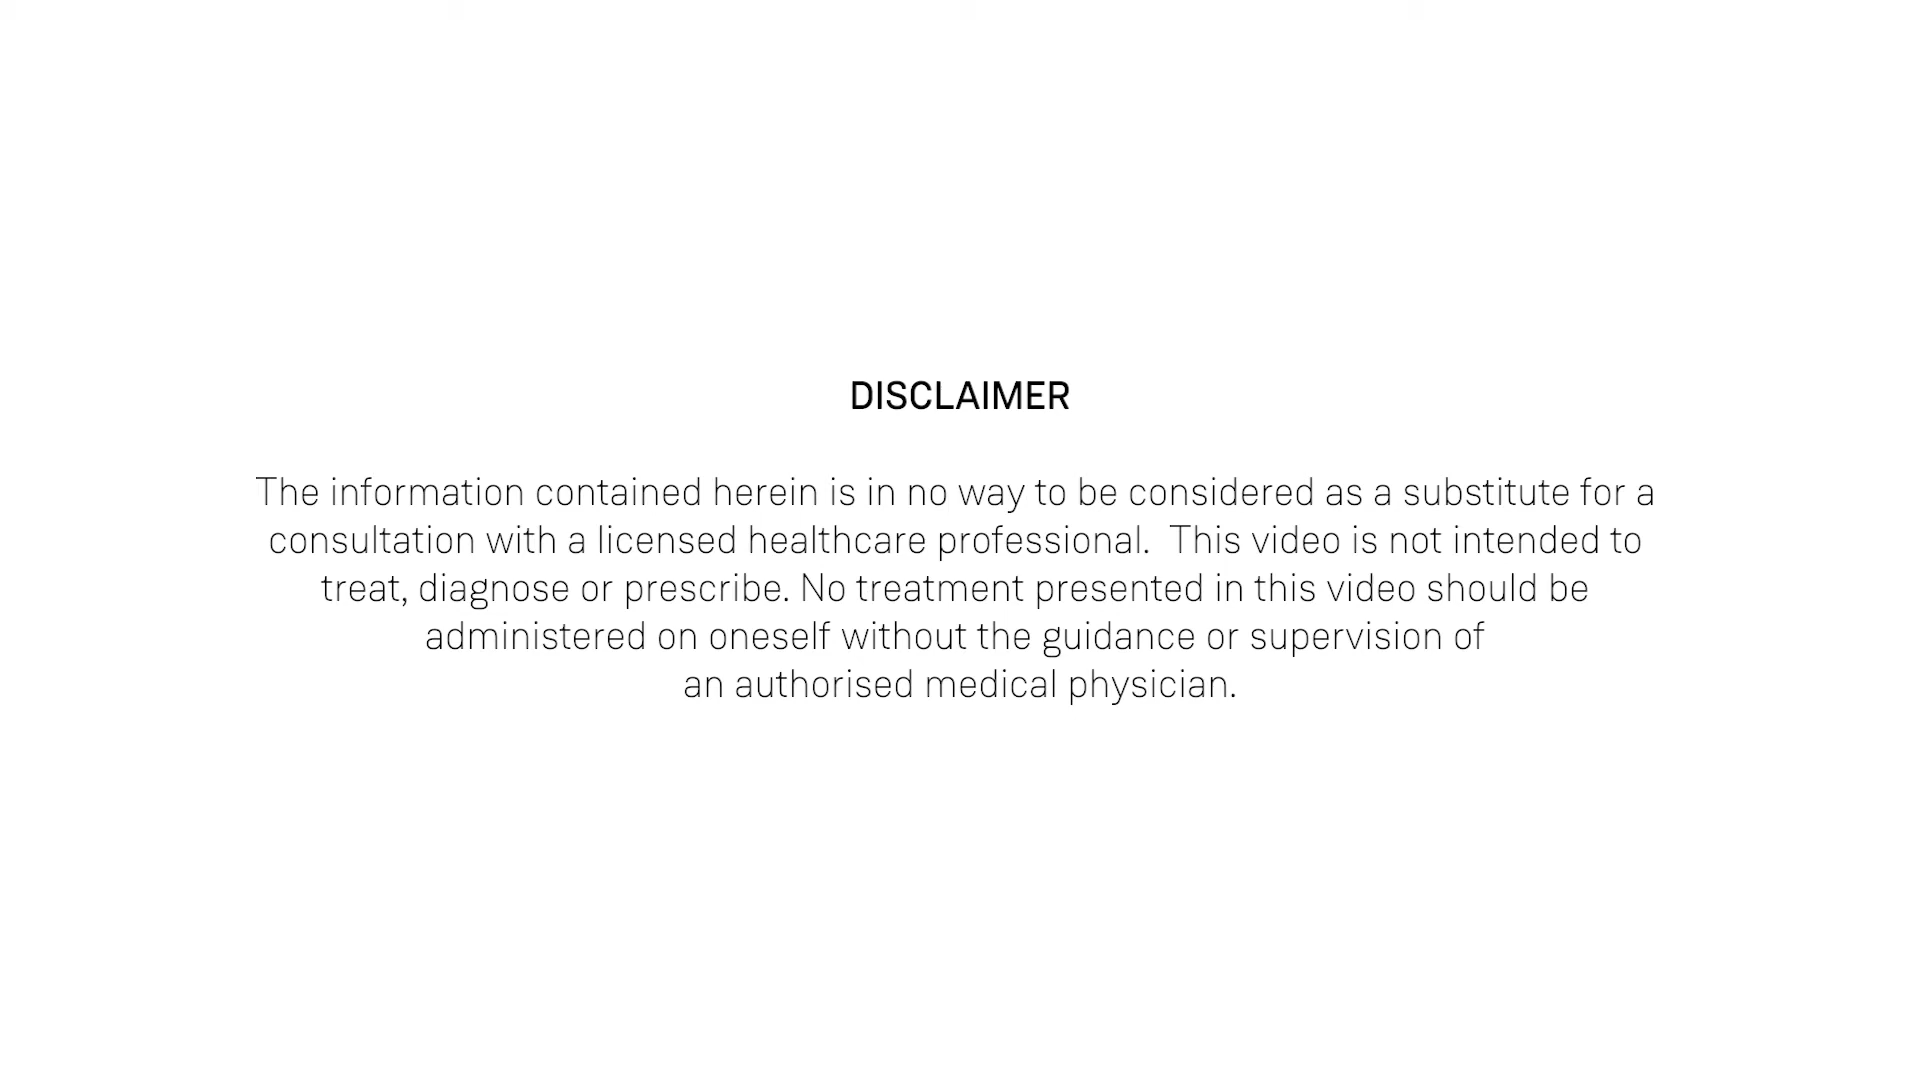 DISCLAIMER
The information contained herein is in no way to be considered as a substitute for a
consultation with a licensed healthcare professional.  This video is not intended to
treat, diagnose or prescribe. No treatment presented in this video should be
administered on oneself without the guidance or supervision of
an authorised medical physician.